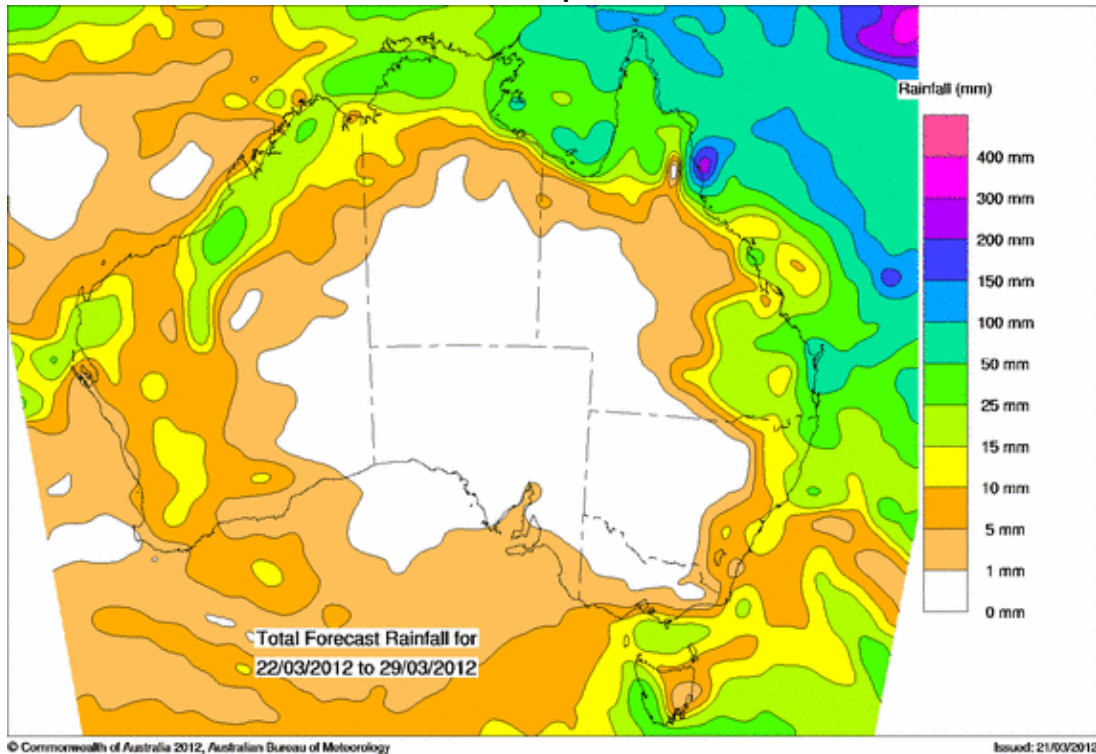 Rainfall (mm)
400 mm
300 mm
200 mm
150 mm
100 mm
50 mm
25 mm
15 mm
10 mm
5 mm
1 mm
0 mm
Total Forecast Rainfall for
22/03/2012 to 29/03/2012
© Commonwealth of Australia 2012, Australian Bureau of Meteorology
Issued: 21/03/2012